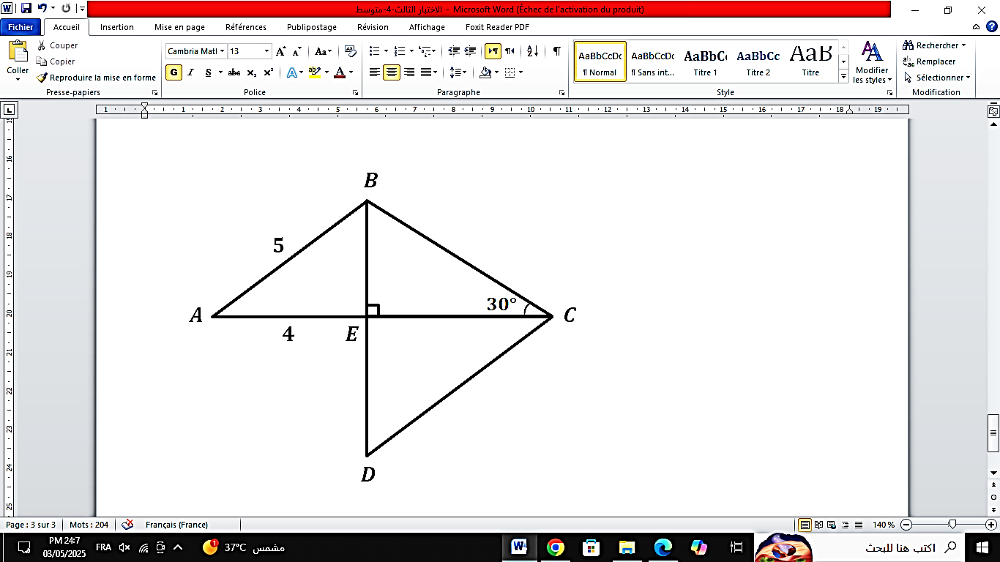 الاختبار الثالث-4-متوسط - Microsoft Word (Échec de l'activation du produit)
Fichier Accueil Insertion Mise en page Références Publipostage Révision Affichage Foxit Reader PDF
Coller
Couper
Copier
Reproduire la mise en forme
Presse-papiers
Cambria Matl 13
G I S abc x₂ x²
Police
Paragraphe
AaBbCcDc ¶ Normal
AaBbCcDc ¶ Sans int...
AaBbCc Titre 1
AaBbCc Titre 2
AaB Titre
Style
Modifier les styles
Rechercher
Remplacer
Sélectionner
Modification
1 1 2 3 4 5 6 7 8 9 10 11 12 13 14 15 16 17 18 19
16
17
18
19
20
21
22
23
24
25
B
5
30°
A
C
4
E
D
Page : 3 sur 3 Mots : 204 Français (France) 140 %
PM 24:7
03/05/2025
FRA
1
37°C مشمس
اكتب هنا للبحث